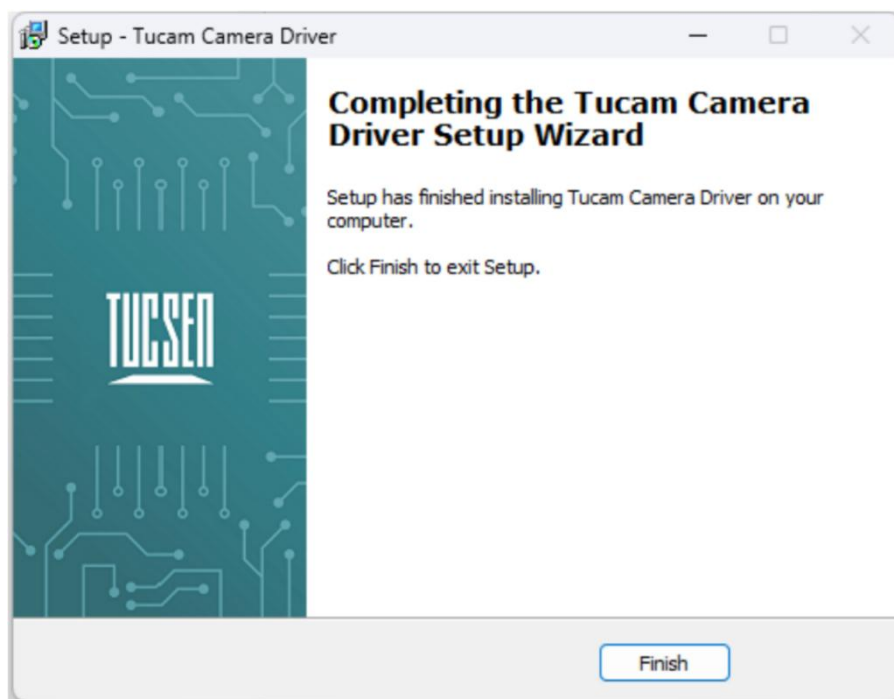 Setup - Tucam Camera Driver
Completing the Tucam Camera
Driver Setup Wizard
Setup has finished installing Tucam Camera Driver on your
computer.
Click Finish to exit Setup.
TUCSEN
Finish